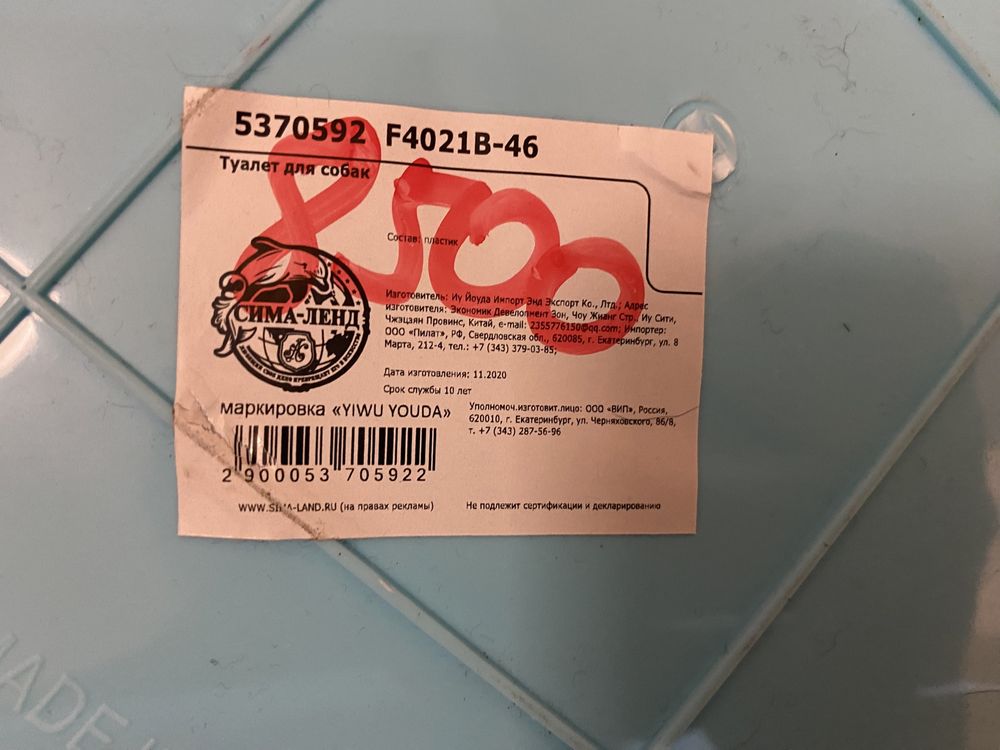 5370592 F4021B-46
Туалет для собак
2500
Состав: пластик
Изготовитель: Иу Йоуда Импорт Энд Экспорт Ко., Лтд.; Адрес
изготовителя: Экономик Девелопмент Зон, Чоу Жианг Стр., Иу Сити,
Чжэцзян Провинс, Китай, e-mail: 2355776150@qq.com; Импортер:
ООО «Пилат», РФ, Свердловская обл., 620085, г. Екатеринбург, ул. 8
Марта, 212-4, тел.: +7 (343) 379-03-85;
СИМА-ЛЕНД
Дата изготовления: 11.2020
Срок службы 10 лет
маркировка «YIWU YOUDA»
Уполномоч.изготовит.лицо: ООО «ВИП», Россия,
620010, г. Екатеринбург, ул. Черняховского, 86/8,
т. +7 (343) 287-56-96
2 900053 705922
WWW.SIMA-LAND.RU (на правах рекламы)
Не подлежит сертификации и декларированию
MADE